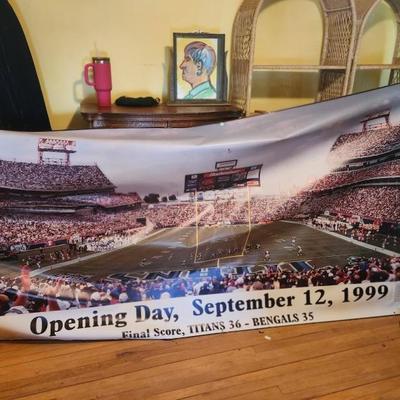 Opening Day, September 12, 1999
Final Score, TITANS 36 - BENGALS 35